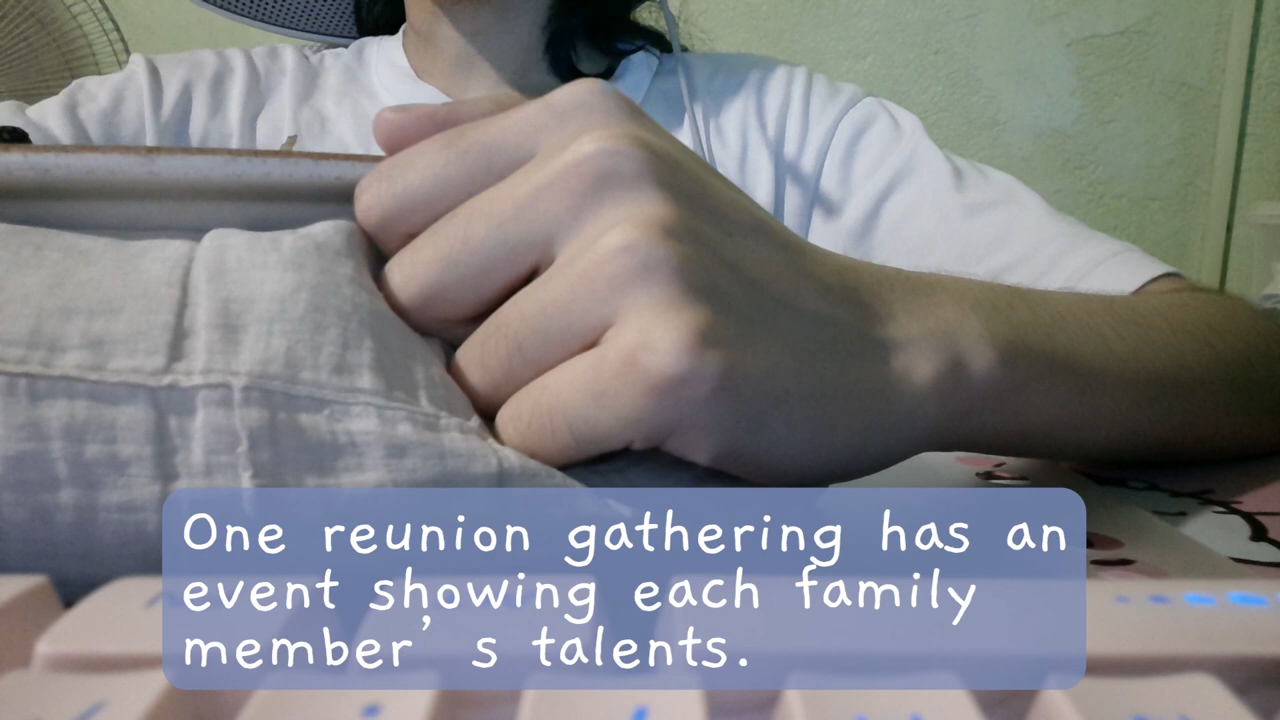 One reunion gathering has an
event showing each family
member’ s talents.